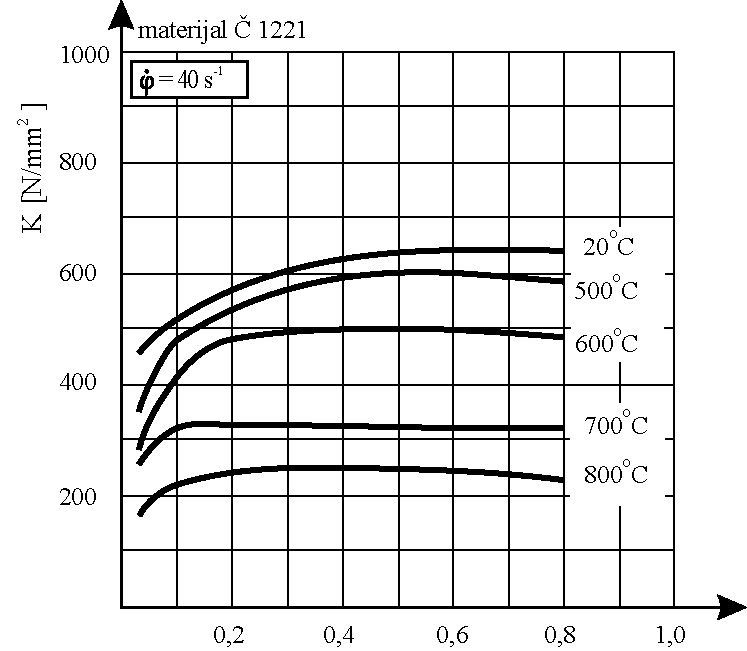 materijal Č 1221
φ̇ = 40 s⁻¹
K [N/mm²]
1000
800
600
400
200
20°C
500°C
600°C
700°C
800°C
0,2 0,4 0,6 0,8 1,0